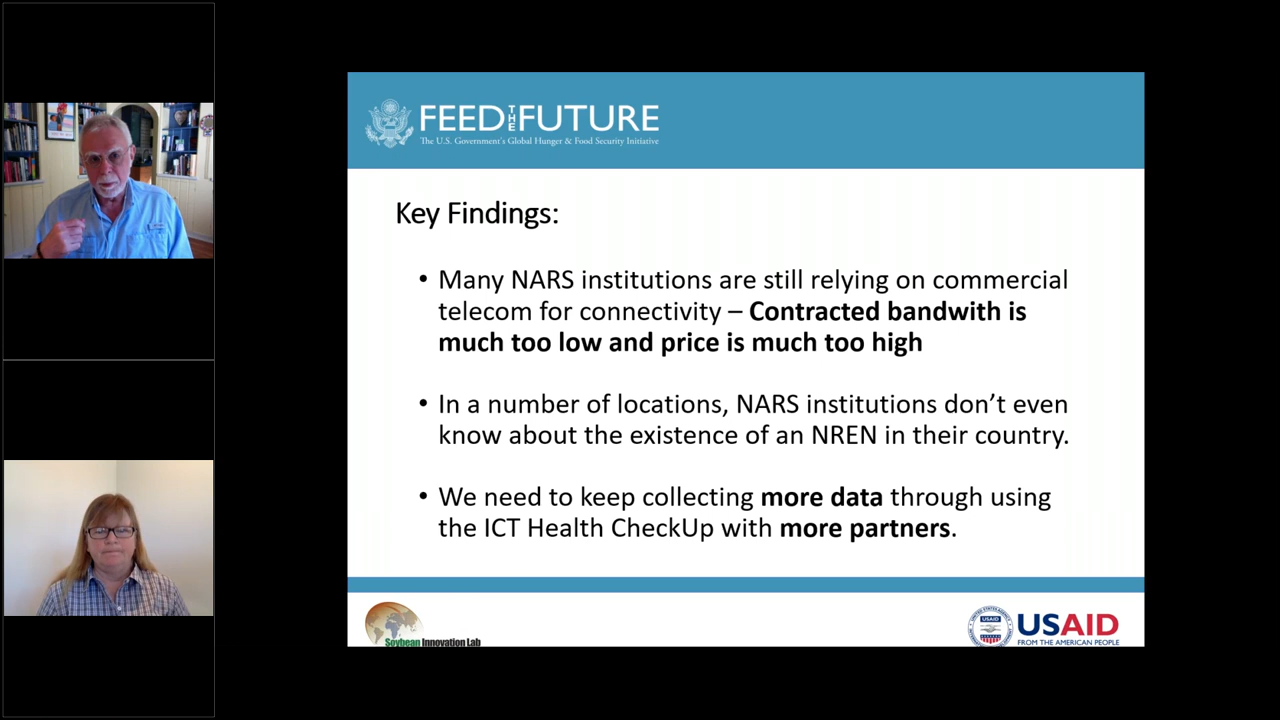 FEED THE FUTURE
The U.S. Government's Global Hunger & Food Security Initiative
Key Findings:
• Many NARS institutions are still relying on commercial
telecom for connectivity – Contracted bandwith is
much too low and price is much too high
• In a number of locations, NARS institutions don't even
know about the existence of an NREN in their country.
• We need to keep collecting more data through using
the ICT Health CheckUp with more partners.
Soybean Innovation Lab
USAID
USAID
FROM THE AMERICAN PEOPLE